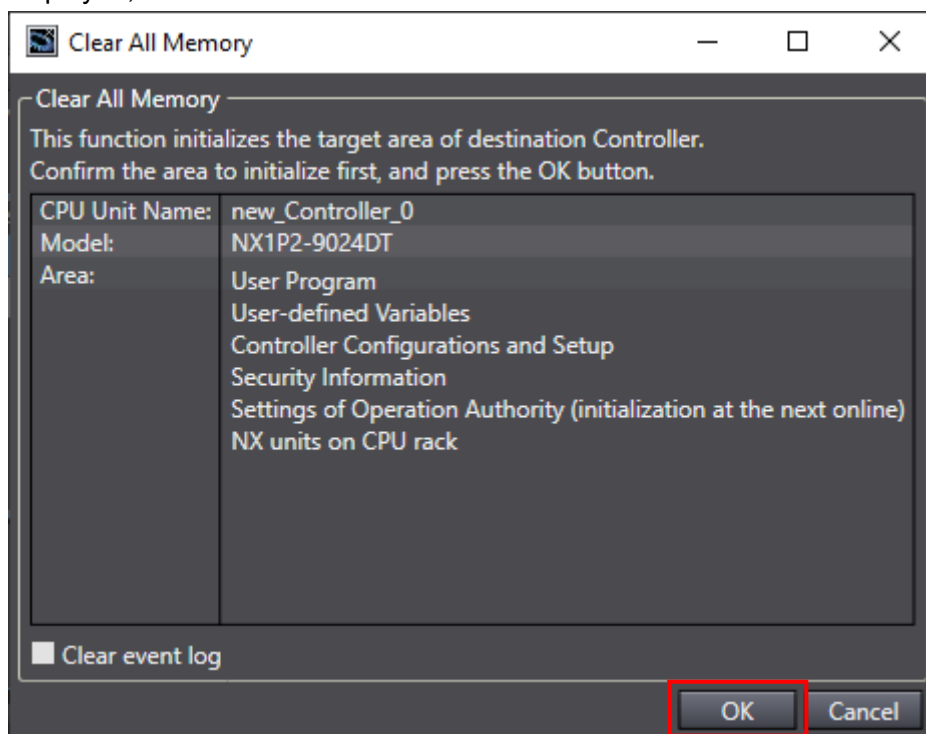 Clear All Memory
Clear All Memory
This function initializes the target area of destination Controller.
Confirm the area to initialize first, and press the OK button.
CPU Unit Name: new_Controller_0
Model: NX1P2-9024DT
Area: User Program
User-defined Variables
Controller Configurations and Setup
Security Information
Settings of Operation Authority (initialization at the next online)
NX units on CPU rack
Clear event log
OK Cancel